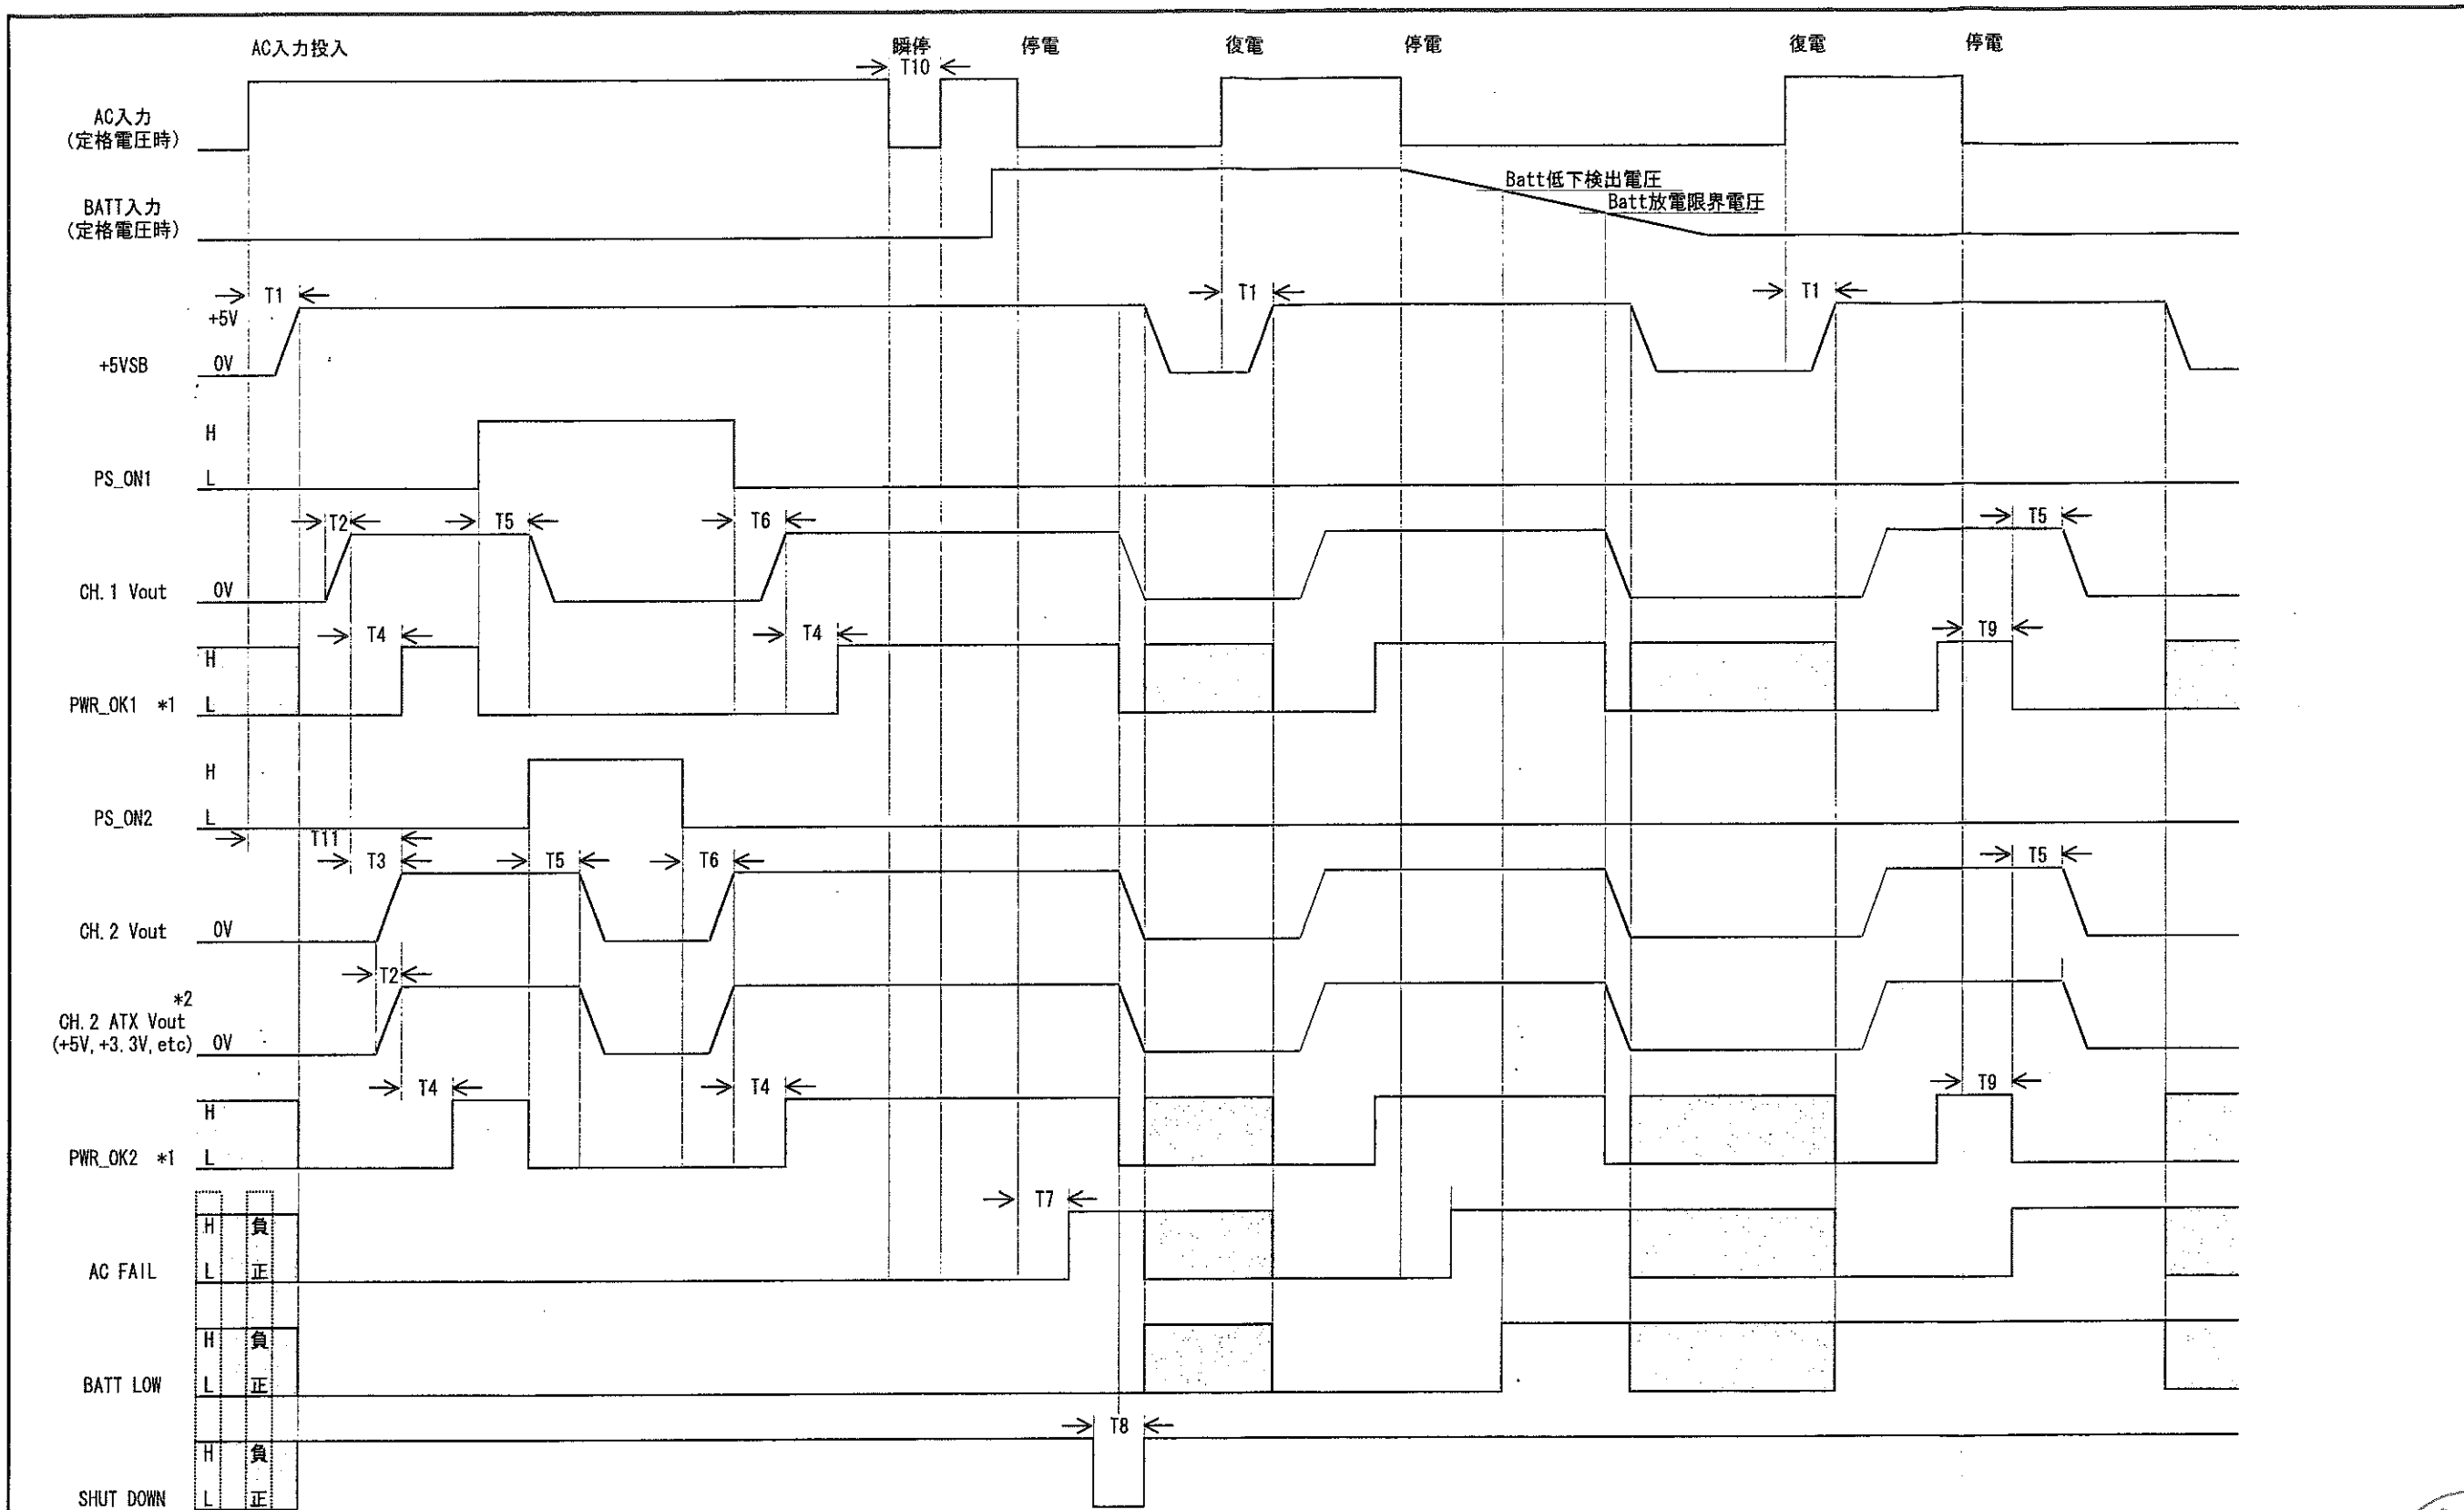 AC入力投入 瞬停 停電 復電 停電 復電 停電
T10
AC入力
(定格電圧時)
Batt低下検出電圧
BATT入力
(定格電圧時)
Batt放電限界電圧
T1 T1 T1
+5V
+5VSB 0V
H
PS_ON1 L
T2 T5 T6 T5
CH.1 Vout 0V
T4 T4 T9
H
PWR_OK1 *1 L
H
PS_ON2 L
T11
T3 T5 T6 T5
CH.2 Vout 0V
T2
*2
CH.2 ATX Vout
(+5V,+3.3V,etc) 0V
T4 T4 T9
H
PWR_OK2 *1 L
T7
H 負
AC FAIL L 正
H 負
BATT LOW L 正
T8
H 負
SHUT DOWN L 正